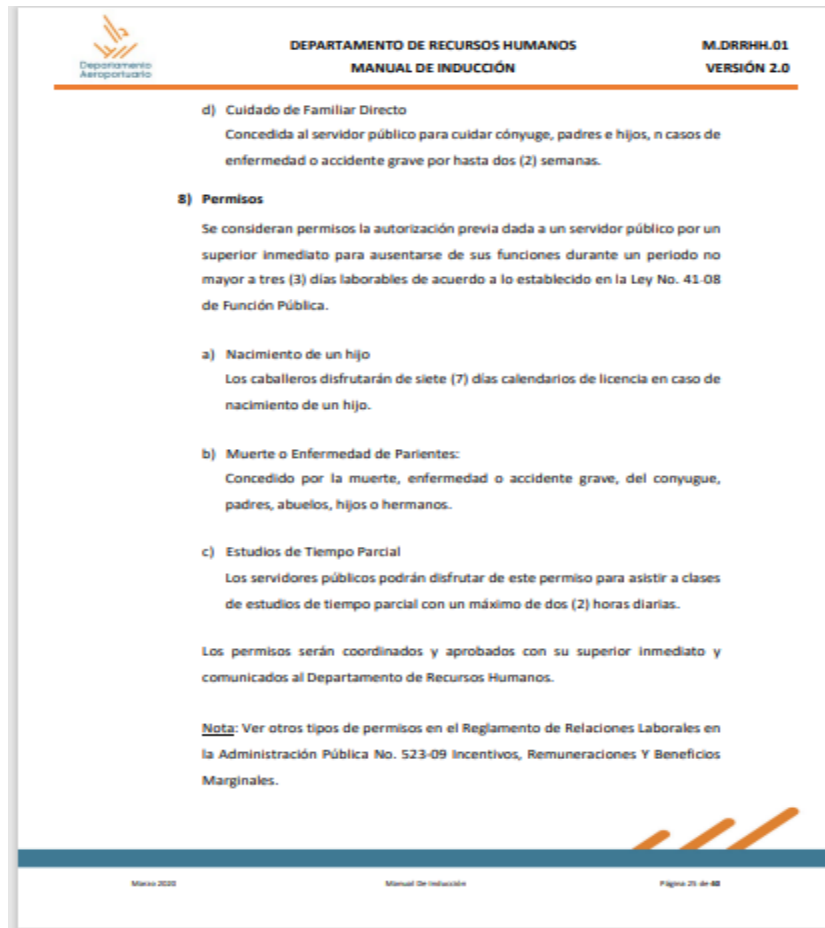 Departamento
Aeroportuario
DEPARTAMENTO DE RECURSOS HUMANOS
MANUAL DE INDUCCIÓN
M.DRRHH.01
VERSIÓN 2.0
d) Cuidado de Familiar Directo
Concedida al servidor público para cuidar cónyuge, padres e hijos, n casos de
enfermedad o accidente grave por hasta dos (2) semanas.
8) Permisos
Se consideran permisos la autorización previa dada a un servidor público por un
superior inmediato para ausentarse de sus funciones durante un periodo no
mayor a tres (3) días laborables de acuerdo a lo establecido en la Ley No. 41-08
de Función Pública.
a) Nacimiento de un hijo
Los caballeros disfrutarán de siete (7) días calendarios de licencia en caso de
nacimiento de un hijo.
b) Muerte o Enfermedad de Parientes:
Concedido por la muerte, enfermedad o accidente grave, del conyugue,
padres, abuelos, hijos o hermanos.
c) Estudios de Tiempo Parcial
Los servidores públicos podrán disfrutar de este permiso para asistir a clases
de estudios de tiempo parcial con un máximo de dos (2) horas diarias.
Los permisos serán coordinados y aprobados con su superior inmediato y
comunicados al Departamento de Recursos Humanos.
Nota: Ver otros tipos de permisos en el Reglamento de Relaciones Laborales en
la Administración Pública No. 523-09 Incentivos, Remuneraciones Y Beneficios
Marginales.
Marzo 2020
Manual De Inducción
Página 25 de 40